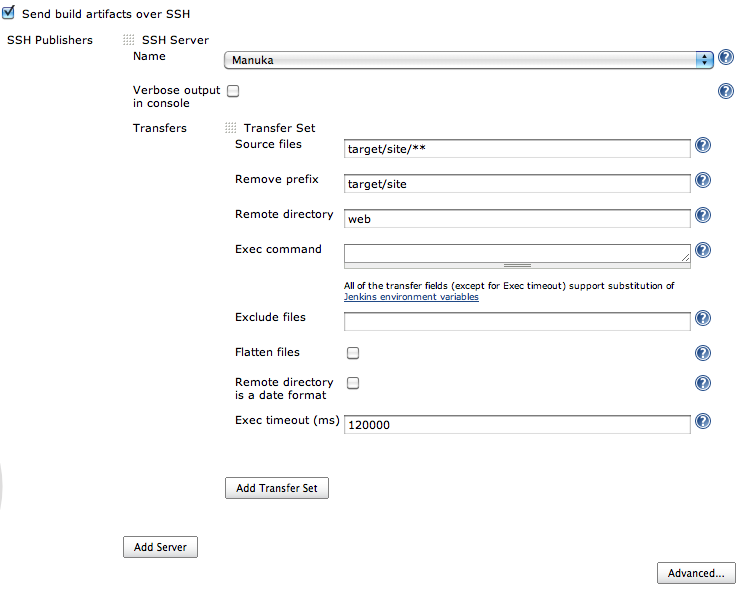 Send build artifacts over SSH
SSH Publishers
SSH Server
Name
Manuka
Verbose output
in console
Transfers
Transfer Set
Source files
target/site/**
Remove prefix
target/site
Remote directory
web
Exec command
All of the transfer fields (except for Exec timeout) support substitution of
Jenkins environment variables
Exclude files
Flatten files
Remote directory
is a date format
Exec timeout (ms)
120000
Add Transfer Set
Add Server
Advanced...